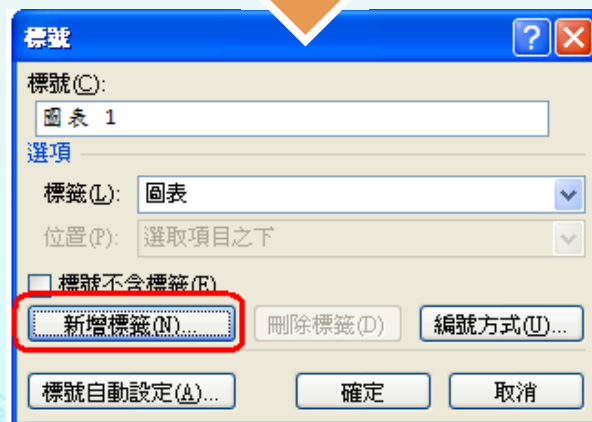 標號
標號(C):
圖表 1
選項
標籤(L): 圖表
位置(P): 選取項目之下
標號不含標籤(E)
新增標籤(N)... 刪除標籤(D) 編號方式(U)...
標號自動設定(A)... 確定 取消